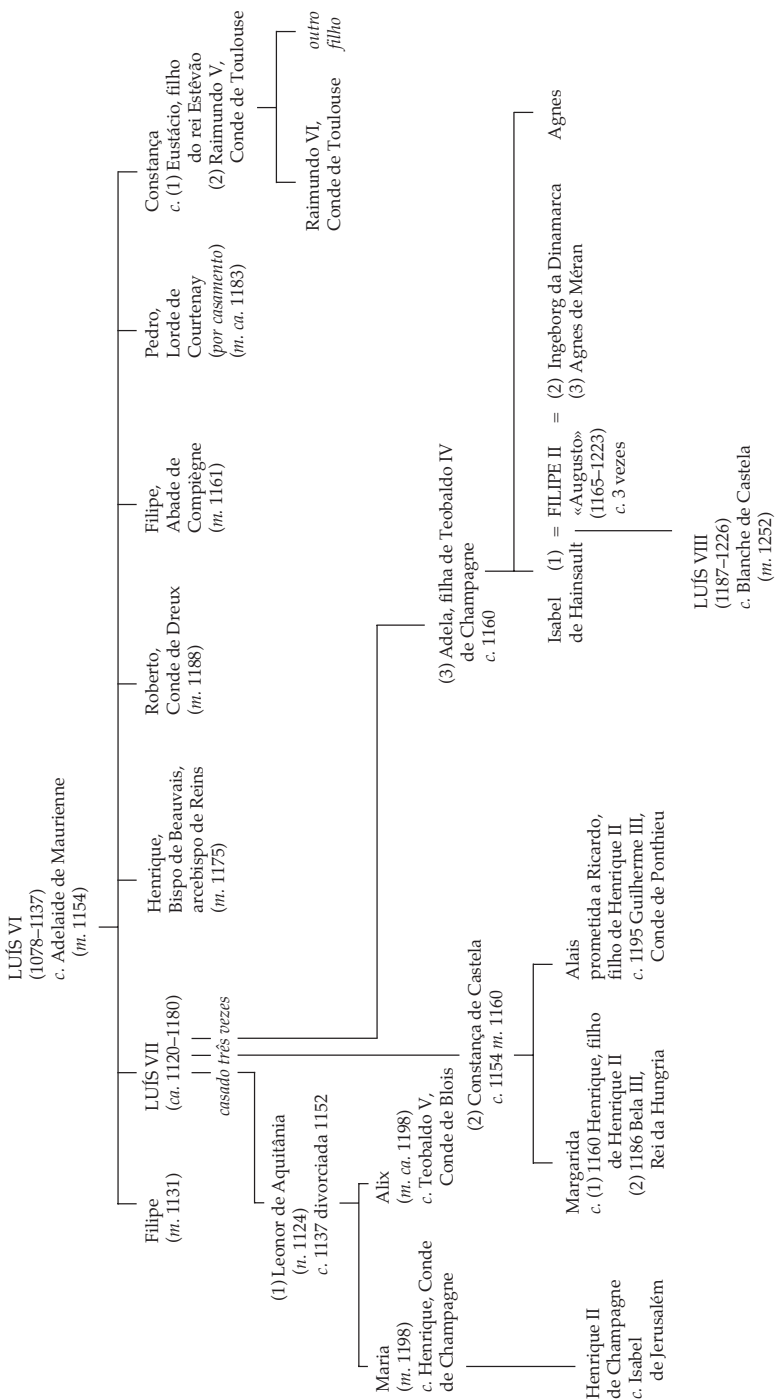 LUÍS VI
(1078–1137)
c. Adelaide de Maurienne
(m. 1154)
Filipe
(m. 1131)
LUÍS VII
(ca. 1120–1180)
casado três vezes
Henrique,
Bispo de Beauvais,
arcebispo de Reins
(m. 1175)
Roberto,
Conde de Dreux
(m. 1188)
Filipe,
Abade de
Compiègne
(m. 1161)
Pedro,
Lorde de
Courtenay
(por casamento)
(m. ca. 1183)
Constança
c. (1) Eustácio, filho
do rei Estêvão
(2) Raimundo V,
Conde de Toulouse
Raimundo VI,
Conde de Toulouse
outro
filho
(1) Leonor de Aquitânia
(n. 1124)
c. 1137 divorciada 1152
Maria
(m. 1198)
c. Henrique, Conde
de Champagne
Alix
(m. ca. 1198)
c. Teobaldo V,
Conde de Blois
Henrique II
de Champagne
c. Isabel
de Jerusalém
(2) Constança de Castela
c. 1154 m. 1160
Margarida
c. (1) 1160 Henrique, filho
de Henrique II
(2) 1186 Bela III,
Rei da Hungria
Alais
prometida a Ricardo,
filho de Henrique II
c. 1195 Guilherme III,
Conde de Ponthieu
(3) Adela, filha de Teobaldo IV
de Champagne
c. 1160
Isabel (1) = FILIPE II = (2) Ingeborg da Dinamarca
de Hainsault «Augusto» (3) Agnes de Méran
(1165–1223)
c. 3 vezes
Agnes
LUÍS VIII
(1187–1226)
c. Blanche de Castela
(m. 1252)